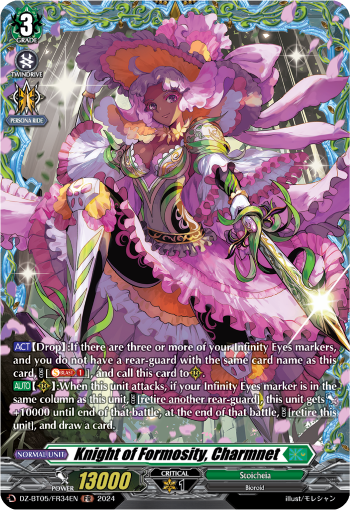 3
GRADE
TWINDRIVE
PERSONA RIDE
ACT [Drop]: If there are three or more of your Infinity Eyes markers,
and you do not have a rear-guard with the same card name as this
card, [BLAST 1], and call this card to R.
AUTO R]: When this unit attacks, if your Infinity Eyes marker is in the
same column as this unit, [retire another rear-guard], this unit gets
+10000 until end of that battle, at the end of that battle, [retire this
unit], and draw a card.
NORMAL UNIT Knight of Formosity, Charmnet
POWER 13000 CRITICAL 1 Stoicheia
Bioroid
DZ-BT05/FR34EN FR 2024 illust/モレシャン